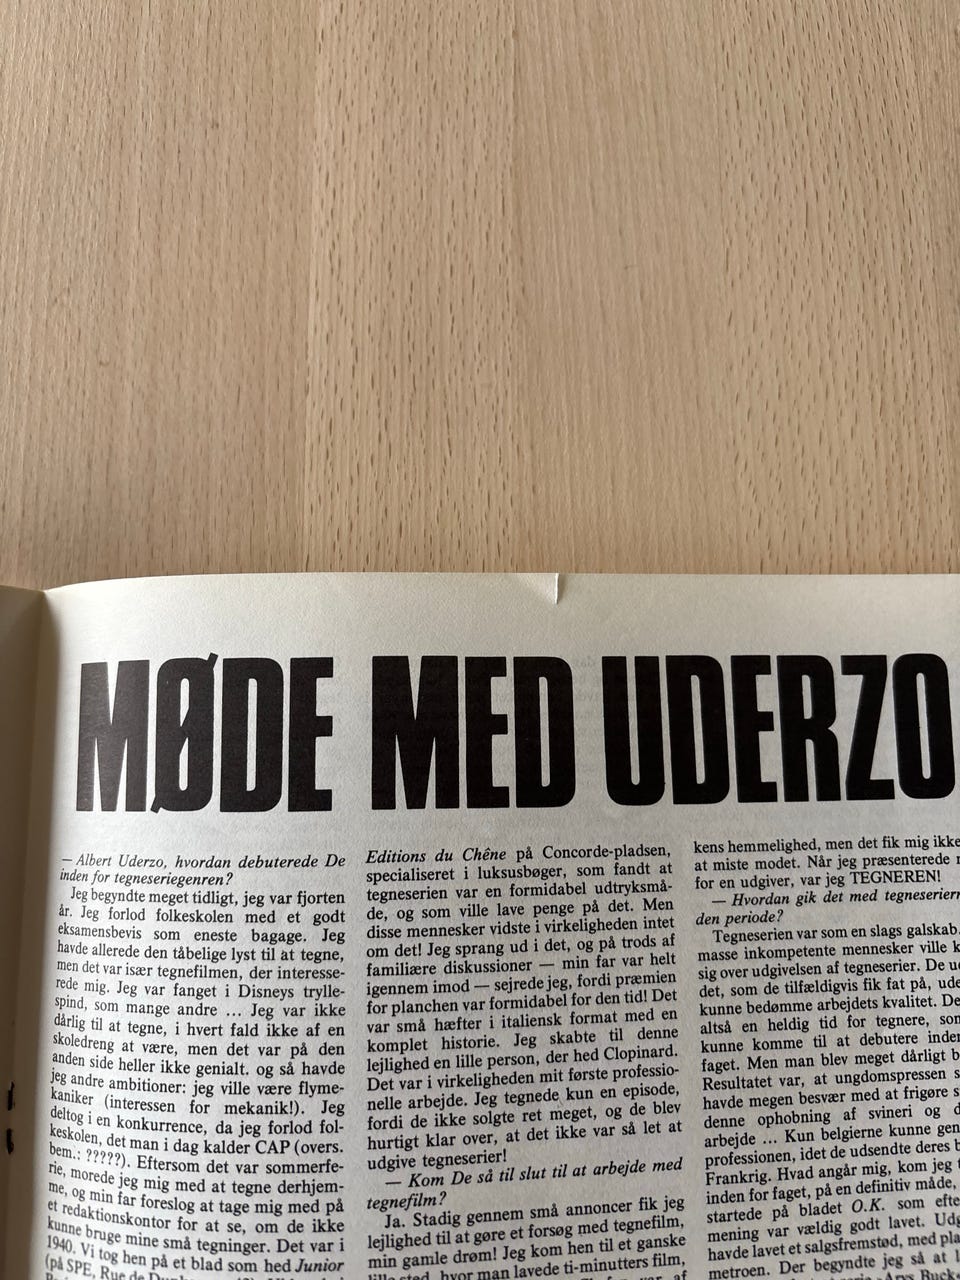 MØDE MED UDERZO
— Albert Uderzo, hvordan debuterede De
inden for tegneseriegenren?
Jeg begyndte meget tidligt, jeg var fjorten
år. Jeg forlod folkeskolen med et godt
eksamensbevis som eneste bagage. Jeg
havde allerede den tåbelige lyst til at tegne,
men det var især tegnefilmen, der interesse-
rede mig. Jeg var fanget i Disneys trylle-
spind, som mange andre ... Jeg var ikke
dårlig til at tegne, i hvert fald ikke af en
skoledreng at være, men det var på den
anden side heller ikke genialt. og så havde
jeg andre ambitioner: jeg ville være flyme-
kaniker (interessen for mekanik!). Jeg
deltog i en konkurrence, da jeg forlod fol-
keskolen, det man i dag kalder CAP (overs.
bem.: ?????). Eftersom det var sommerfe-
rie, morede jeg mig med at tegne derhjem-
me, og min far foreslog at tage mig med på
et redaktionskontor for at se, om de ikke
kunne bruge mine små tegninger. Det var i
1940. Vi tog hen på et blad som hed Junior
(på SPE, Rue de
Editions du Chêne på Concorde-pladsen,
specialiseret i luksusbøger, som fandt at
tegneserien var en formidabel udtryksmå-
de, og som ville lave penge på det. Men
disse mennesker vidste i virkeligheden intet
om det! Jeg sprang ud i det, og på trods af
familiære diskussioner — min far var helt
igennem imod — sejrede jeg, fordi præmien
for planchen var formidabel for den tid! Det
var små hæfter i italiensk format med en
komplet historie. Jeg skabte til denne
lejlighed en lille person, der hed Clopinard.
Det var i virkeligheden mit første professio-
nelle arbejde. Jeg tegnede kun en episode,
fordi de ikke solgte ret meget, og de blev
hurtigt klar over, at det ikke var så let at
udgive tegneserier!
— Kom De så til slut til at arbejde med
tegnefilm?
Ja. Stadig gennem små annoncer fik jeg
lejlighed til at gøre et forsøg med tegnefilm,
min gamle drøm! Jeg kom hen til et ganske
lille sted, hvor man lavede ti-minutters film,
kens hemmelighed, men det fik mig ikke
at miste modet. Når jeg præsenterede
for en udgiver, var jeg TEGNEREN!
— Hvordan gik det med tegneserier
den periode?
Tegneserien var som en slags galskab.
masse inkompetente mennesker ville k
sig over udgivelsen af tegneserier. De u
det, som de tilfældigvis fik fat på, ude
kunne bedømme arbejdets kvalitet. De
altså en heldig tid for tegnere, som
kunne komme til at debutere inden
faget. Men man blev meget dårligt b
Resultatet var, at ungdomspressen s
havde megen besvær med at frigøre s
denne ophobning af svineri og d
arbejde ... Kun belgierne kunne gen
professionen, idet de udsendte deres b
Frankrig. Hvad angår mig, kom jeg t
inden for faget, på en definitiv måde,
startede på bladet O.K. som efte
mening var vældig godt lavet. Udg
havde lavet et salgsfremstød, med pla
metroen. Der begyndte jeg så at l